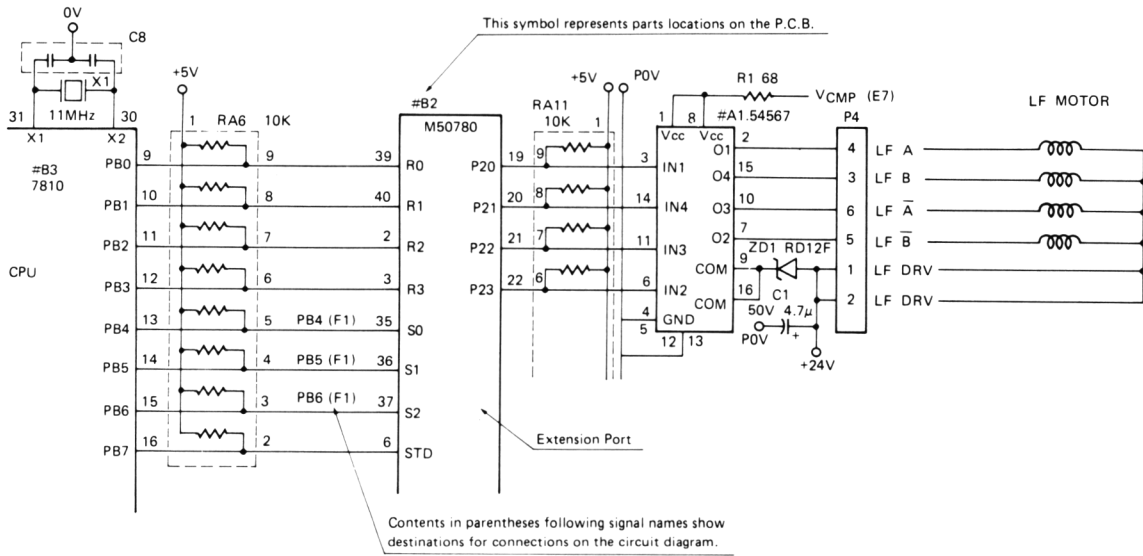 This symbol represents parts locations on the P.C.B.
0V
C8
+5V
X1
31 11MHz 30
X1 X2
#B3
7810
CPU
PB0 9
PB1 10
PB2 11
PB3 12
PB4 13
PB5 14
PB6 15
PB7 16
1 RA6 10K
9
8
7
6
5 PB4 (F1)
4 PB5 (F1)
3 PB6 (F1)
2
#B2
M50780
39 R0
40 R1
2 R2
3 R3
35 S0
36 S1
37 S2
6 STD
P20 19
P21 20
P22 21
P23 22
Extension Port
+5V P0V
RA11
10K 1
9
8
7
6
R1 68
VCMP (E7)
#A1.54567
1 8
Vcc Vcc
3 IN1
14 IN4
11 IN3
6 IN2
4 GND
5
12 13
O1 2
O4 15
O3 10
O2 7
COM 9
COM 16
ZD1 RD12F
C1
50V 4.7μ
P0V +
+24V
P4
4
3
6
5
1
2
LF MOTOR
LF A
LF B
LF A̅
LF B̅
LF DRV
LF DRV
Contents in parentheses following signal names show
destinations for connections on the circuit diagram.